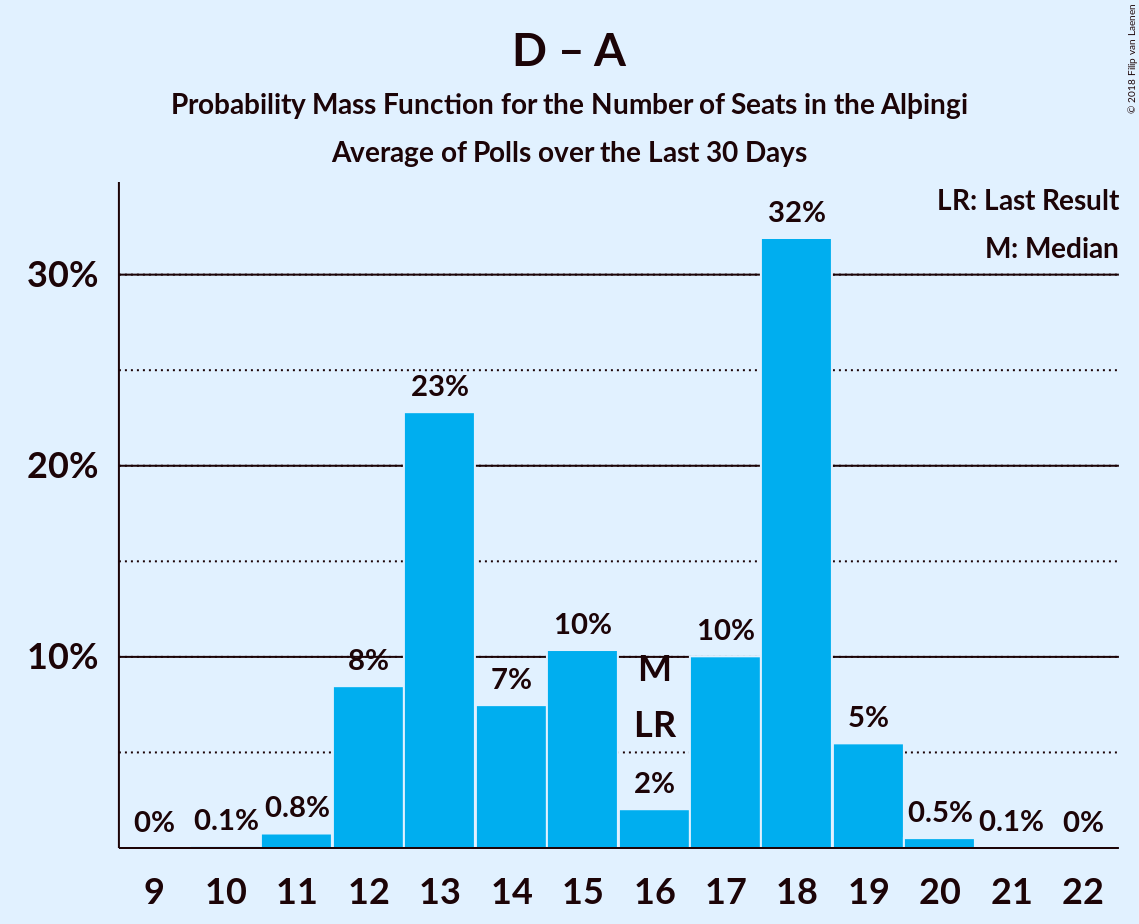 D – A
Probability Mass Function for the Number of Seats in the Alþingi
Average of Polls over the Last 30 Days
© 2018 Filip van Laenen
LR: Last Result
M: Median
30%
20%
10%
0%
0.1%
0.8%
8%
23%
7%
10%
M
LR
2%
10%
32%
5%
0.5%
0.1%
0%
9 10 11 12 13 14 15 16 17 18 19 20 21 22